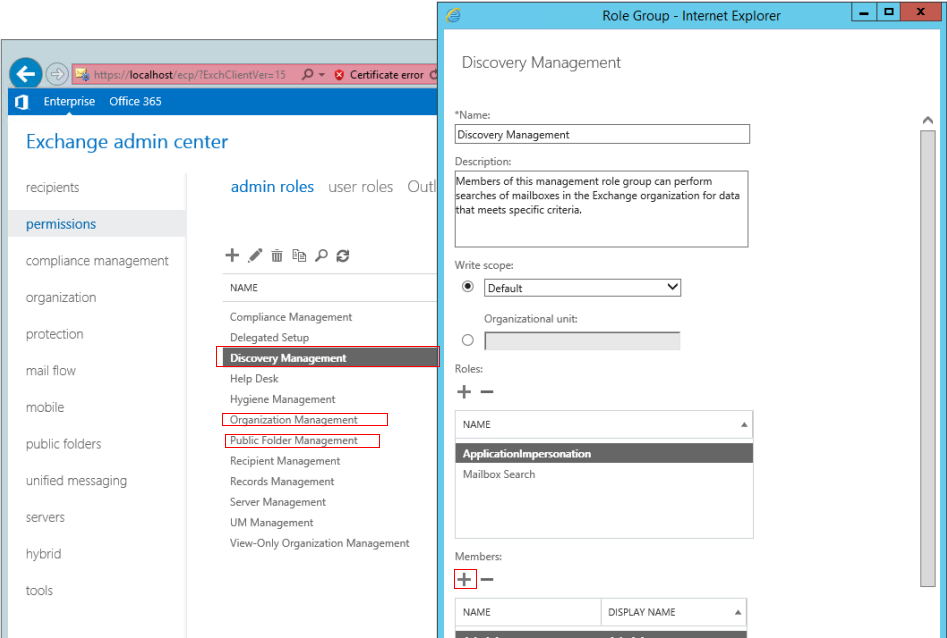 Role Group - Internet Explorer
https://localhost/ecp/?ExchClientVer=15
Certificate error
Enterprise
Office 365
Exchange admin center
recipients
permissions
compliance management
organization
protection
mail flow
mobile
public folders
unified messaging
servers
hybrid
tools
admin roles
user roles
Outl
NAME
Compliance Management
Delegated Setup
Discovery Management
Help Desk
Hygiene Management
Organization Management
Public Folder Management
Recipient Management
Records Management
Server Management
UM Management
View-Only Organization Management
Discovery Management
*Name:
Discovery Management
Description:
Members of this management role group can perform
searches of mailboxes in the Exchange organization for data
that meets specific criteria.
Write scope:
Default
Organizational unit:
Roles:
NAME
ApplicationImpersonation
Mailbox Search
Members:
NAME
DISPLAY NAME